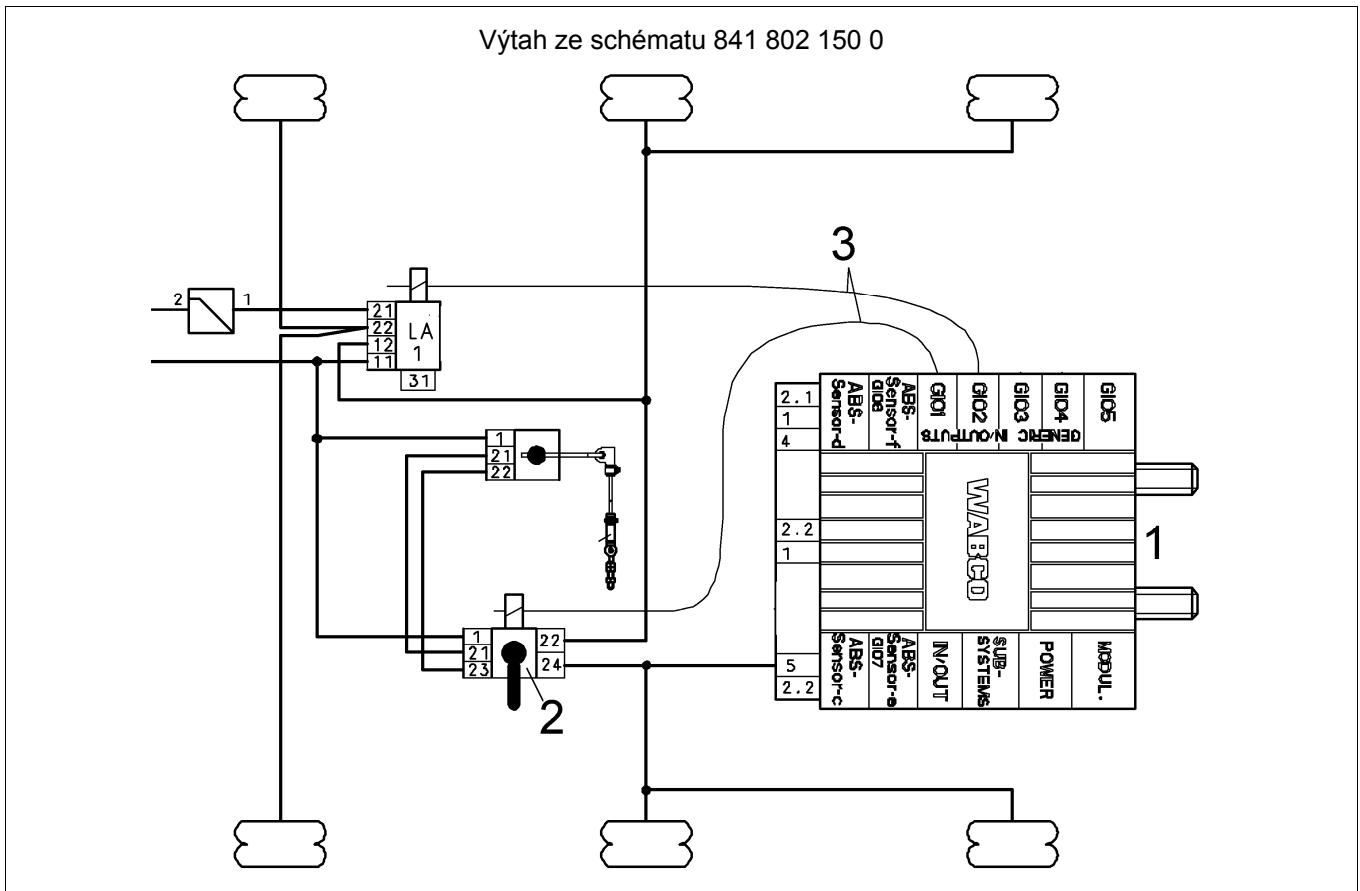 Výtah ze schématu 841 802 150 0
3
2
1
21
22
12
11
LA
1
31
1
21
22
1
21
23
22
24
2
2.1
1
4
2.2
1
5
2.2
ABS-
Sensor-d
ABS-
Sensor-f
GIO6
GIO1
GIO2
GIO3
GIO4
GIO5
GENERIC IN/OUTPUTS
WABCO
1
ABS-
Sensor-c
ABS-
Sensor-e
GIO7
IN/OUT
SUB-
SYSTEMS
POWER
MODUL.